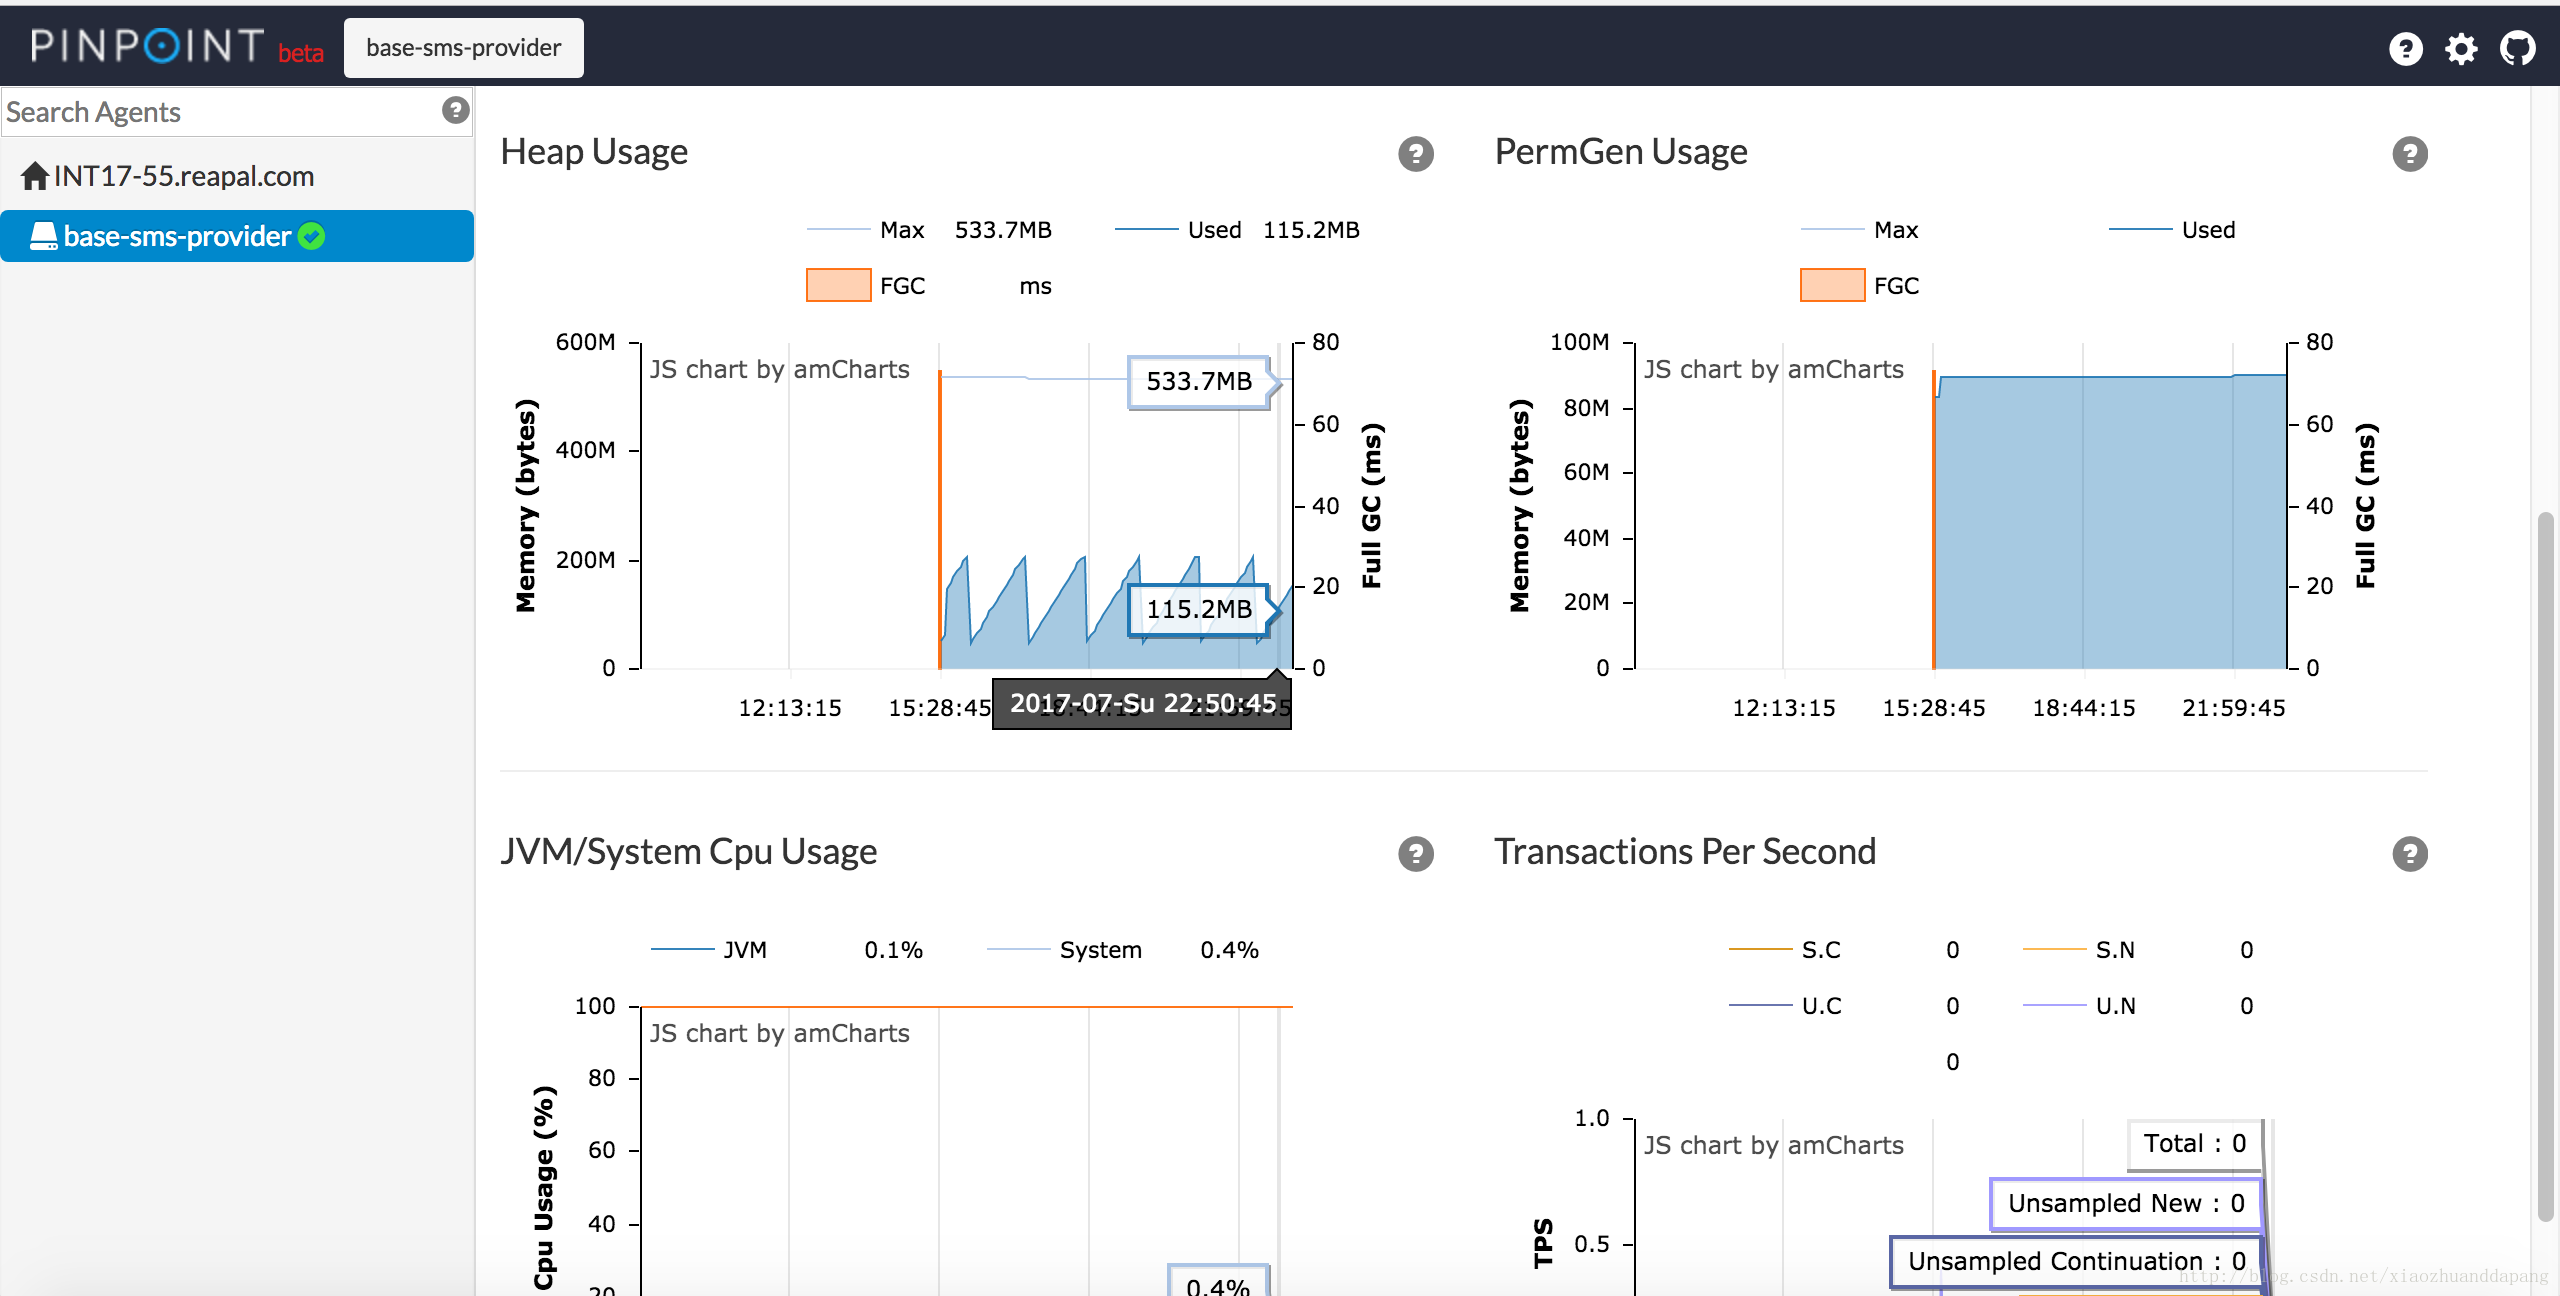 PINPOINT beta
base-sms-provider
Search Agents
INT17-55.reapal.com
base-sms-provider
Heap Usage
Max 533.7MB Used 115.2MB
FGC ms
600M
400M
200M
0
Memory (bytes)
JS chart by amCharts
533.7MB
115.2MB
80
60
40
20
0
Full GC (ms)
12:13:15 15:28:45
2017-07-Su 22:50:45
PermGen Usage
Max Used
FGC
100M
80M
60M
40M
20M
0
Memory (bytes)
JS chart by amCharts
80
60
40
20
0
Full GC (ms)
12:13:15 15:28:45 18:44:15 21:59:45
JVM/System Cpu Usage
JVM 0.1% System 0.4%
100
80
60
40
20
Cpu Usage (%)
JS chart by amCharts
0.4%
Transactions Per Second
S.C 0 S.N 0
U.C 0 U.N 0
0
1.0
0.5
TPS
JS chart by amCharts
Total : 0
Unsampled New : 0
Unsampled Continuation : 0
http://blog.csdn.net/xiaozhuanddapang